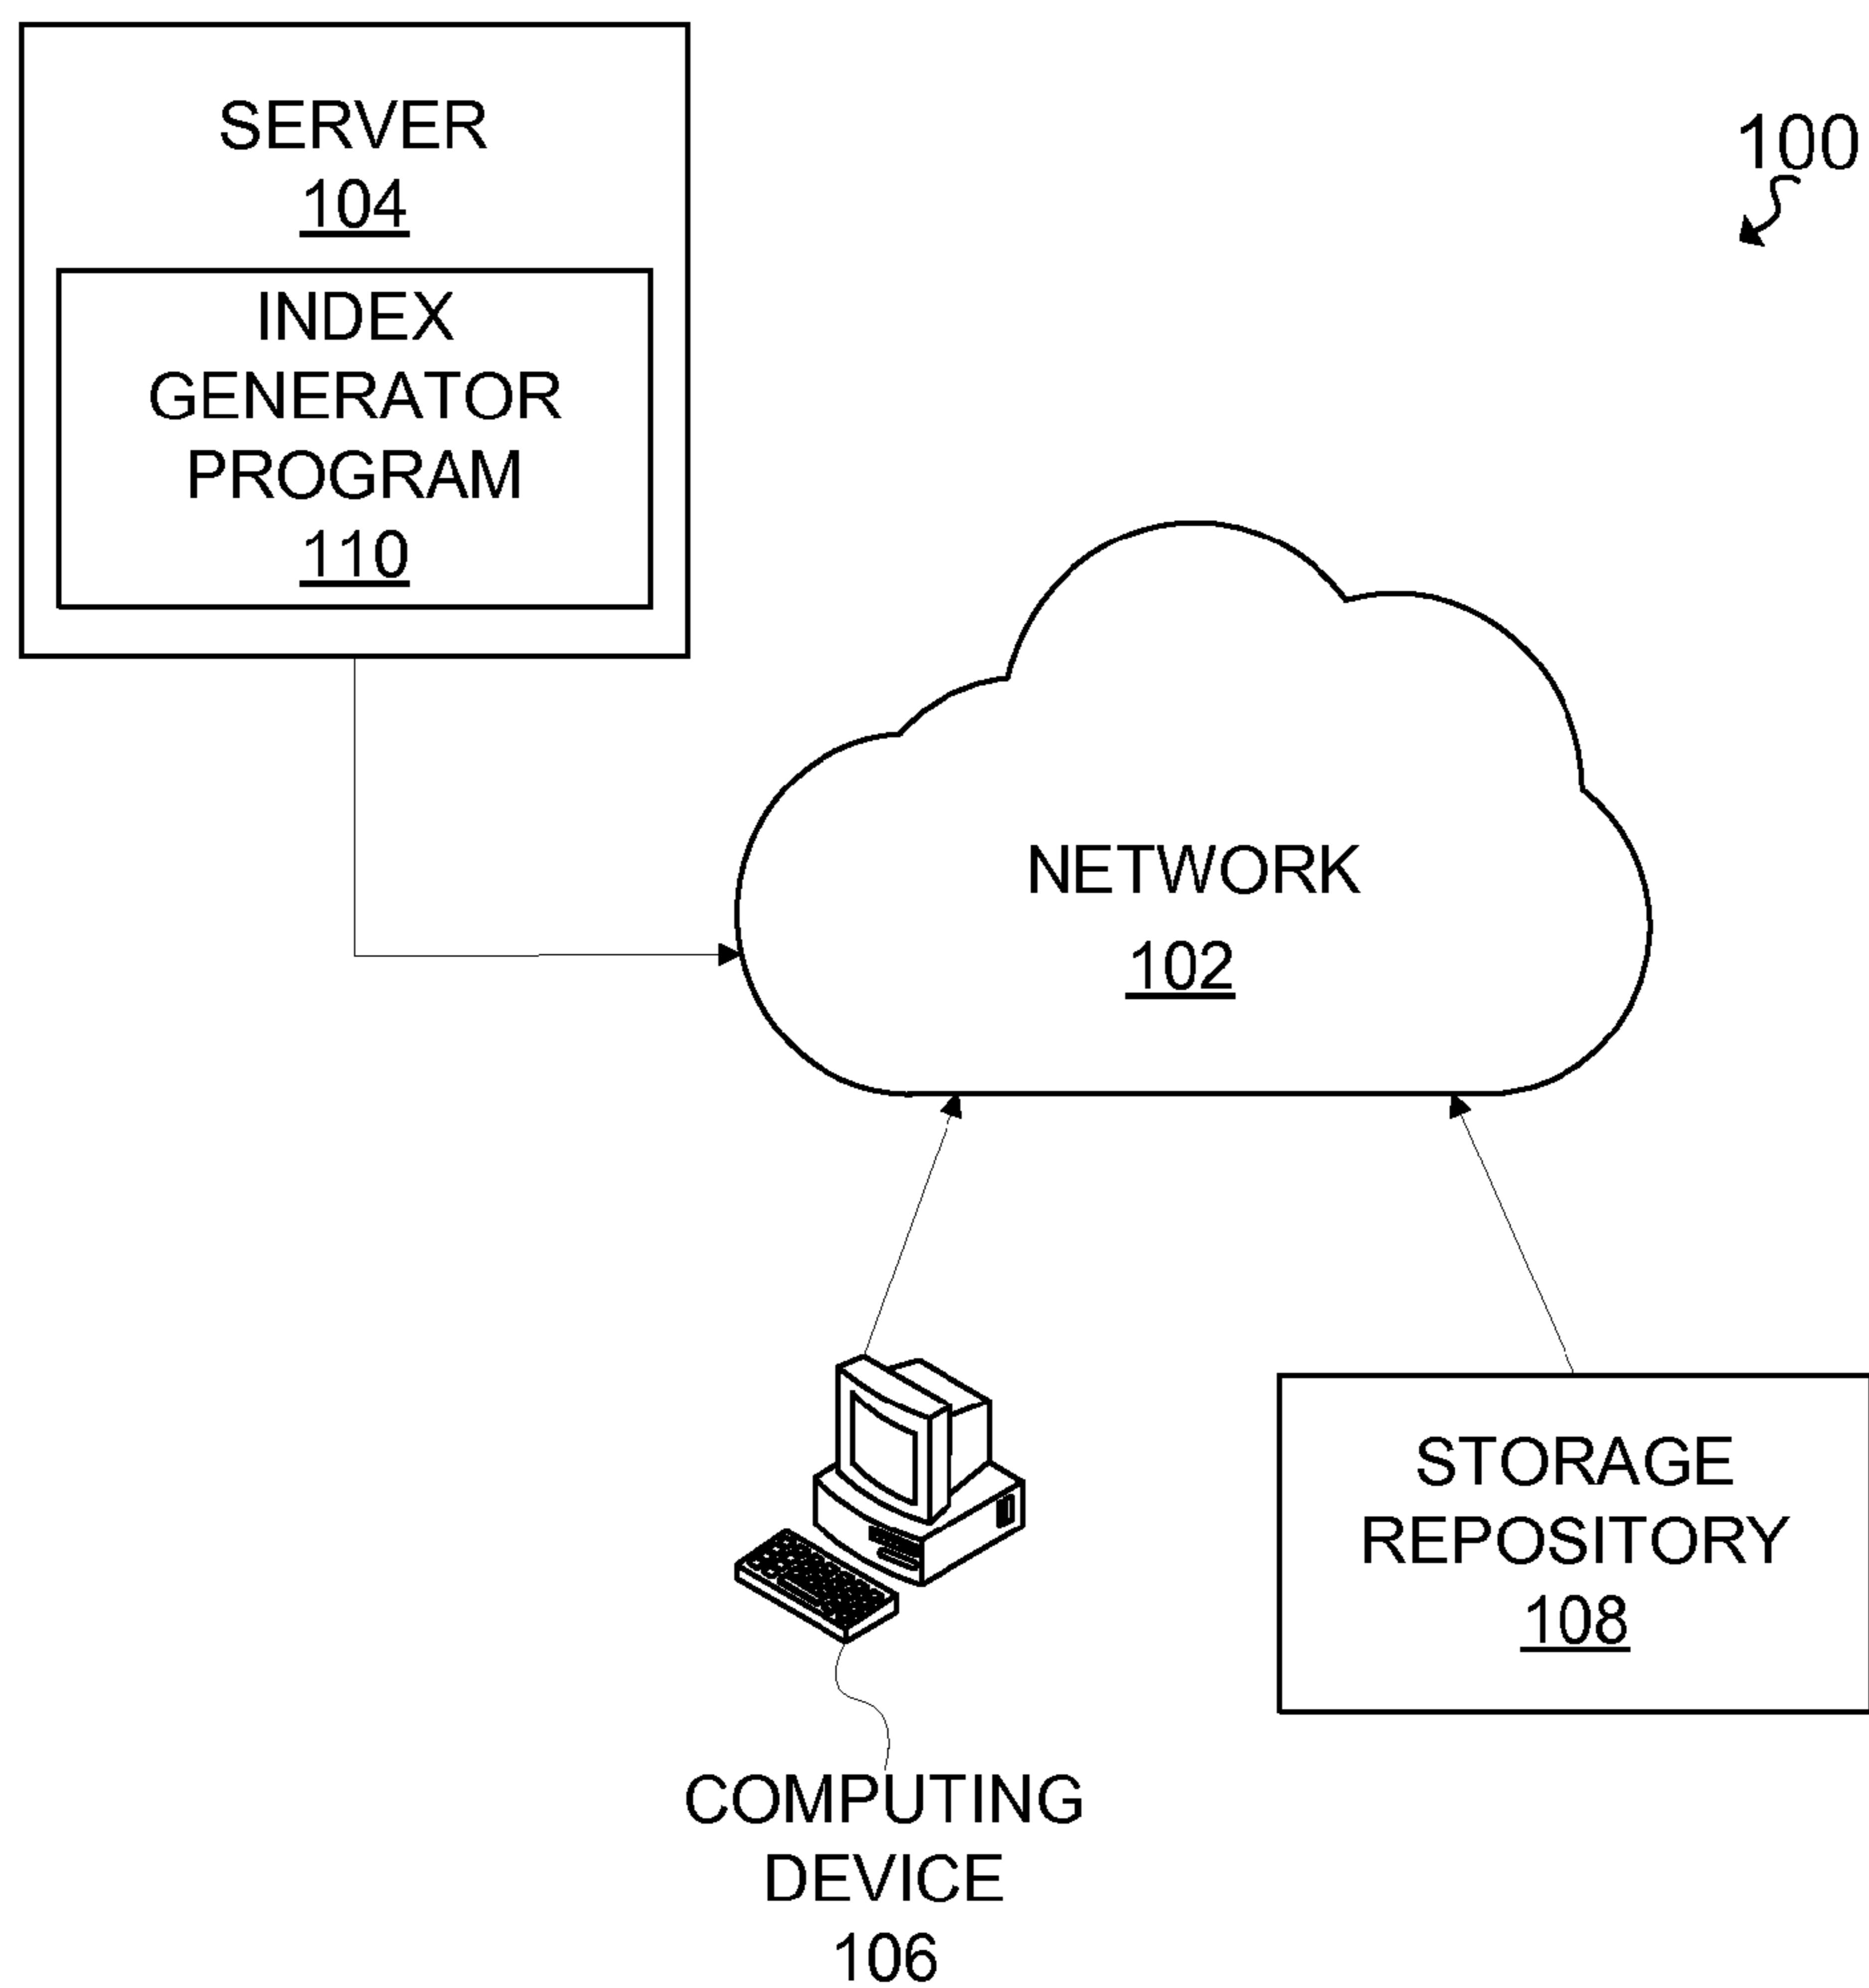 SERVER
104
INDEX
GENERATOR
PROGRAM
110
100
NETWORK
102
STORAGE
REPOSITORY
108
COMPUTING
DEVICE
106